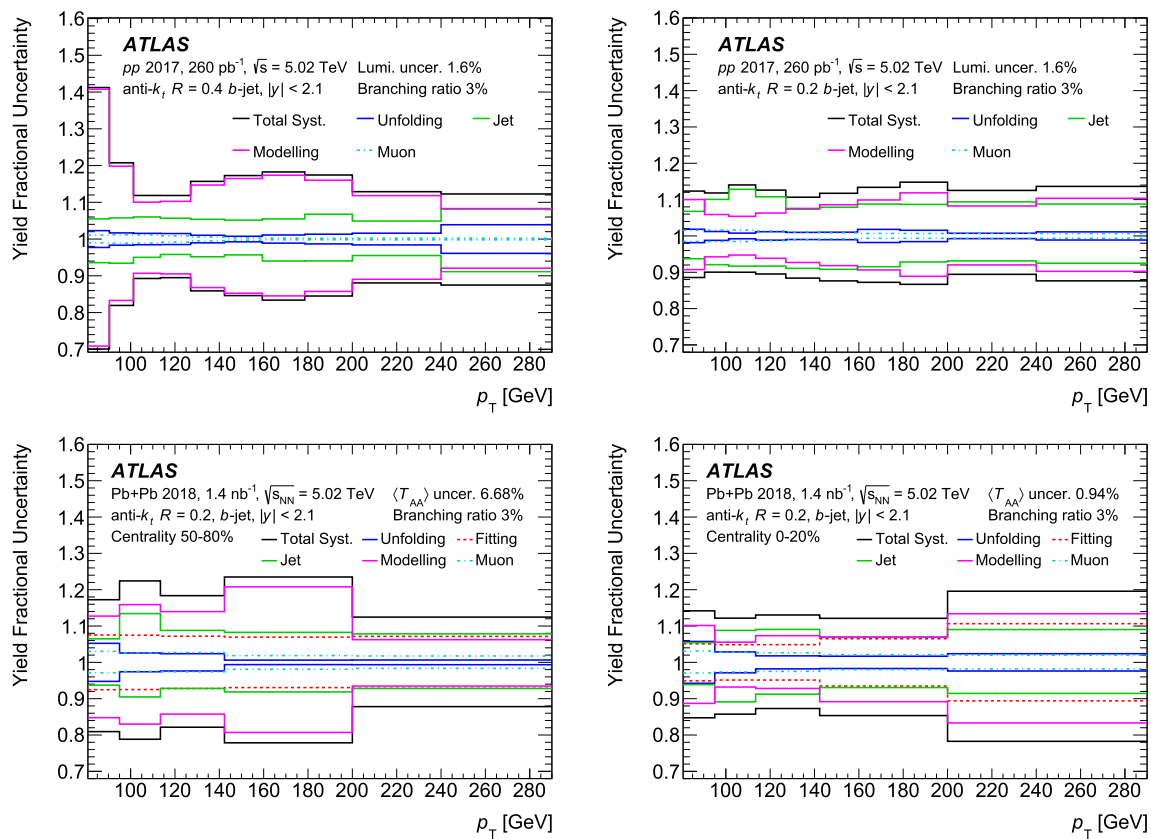 Yield Fractional Uncertainty
1.6
1.5
1.4
1.3
1.2
1.1
1
0.9
0.8
0.7
ATLAS
pp 2017, 260 pb⁻¹, √s = 5.02 TeV Lumi. uncer. 1.6%
anti-kₜ R = 0.4 b-jet, |y| < 2.1 Branching ratio 3%
Total Syst. Unfolding Jet
Modelling Muon
100 120 140 160 180 200 220 240 260 280
p_T [GeV]
Yield Fractional Uncertainty
1.6
1.5
1.4
1.3
1.2
1.1
1
0.9
0.8
0.7
ATLAS
pp 2017, 260 pb⁻¹, √s = 5.02 TeV Lumi. uncer. 1.6%
anti-kₜ R = 0.2 b-jet, |y| < 2.1 Branching ratio 3%
Total Syst. Unfolding Jet
Modelling Muon
100 120 140 160 180 200 220 240 260 280
p_T [GeV]
Yield Fractional Uncertainty
1.6
1.5
1.4
1.3
1.2
1.1
1
0.9
0.8
0.7
ATLAS
Pb+Pb 2018, 1.4 nb⁻¹, √s_NN = 5.02 TeV ⟨T_AA⟩ uncer. 6.68%
anti-kₜ R = 0.2, b-jet, |y| < 2.1 Branching ratio 3%
Centrality 50-80%
Total Syst. Unfolding Fitting
Jet Modelling Muon
100 120 140 160 180 200 220 240 260 280
p_T [GeV]
Yield Fractional Uncertainty
1.6
1.5
1.4
1.3
1.2
1.1
1
0.9
0.8
0.7
ATLAS
Pb+Pb 2018, 1.4 nb⁻¹, √s_NN = 5.02 TeV ⟨T_AA⟩ uncer. 0.94%
anti-kₜ R = 0.2, b-jet, |y| < 2.1 Branching ratio 3%
Centrality 0-20%
Total Syst. Unfolding Fitting
Jet Modelling Muon
100 120 140 160 180 200 220 240 260 280
p_T [GeV]